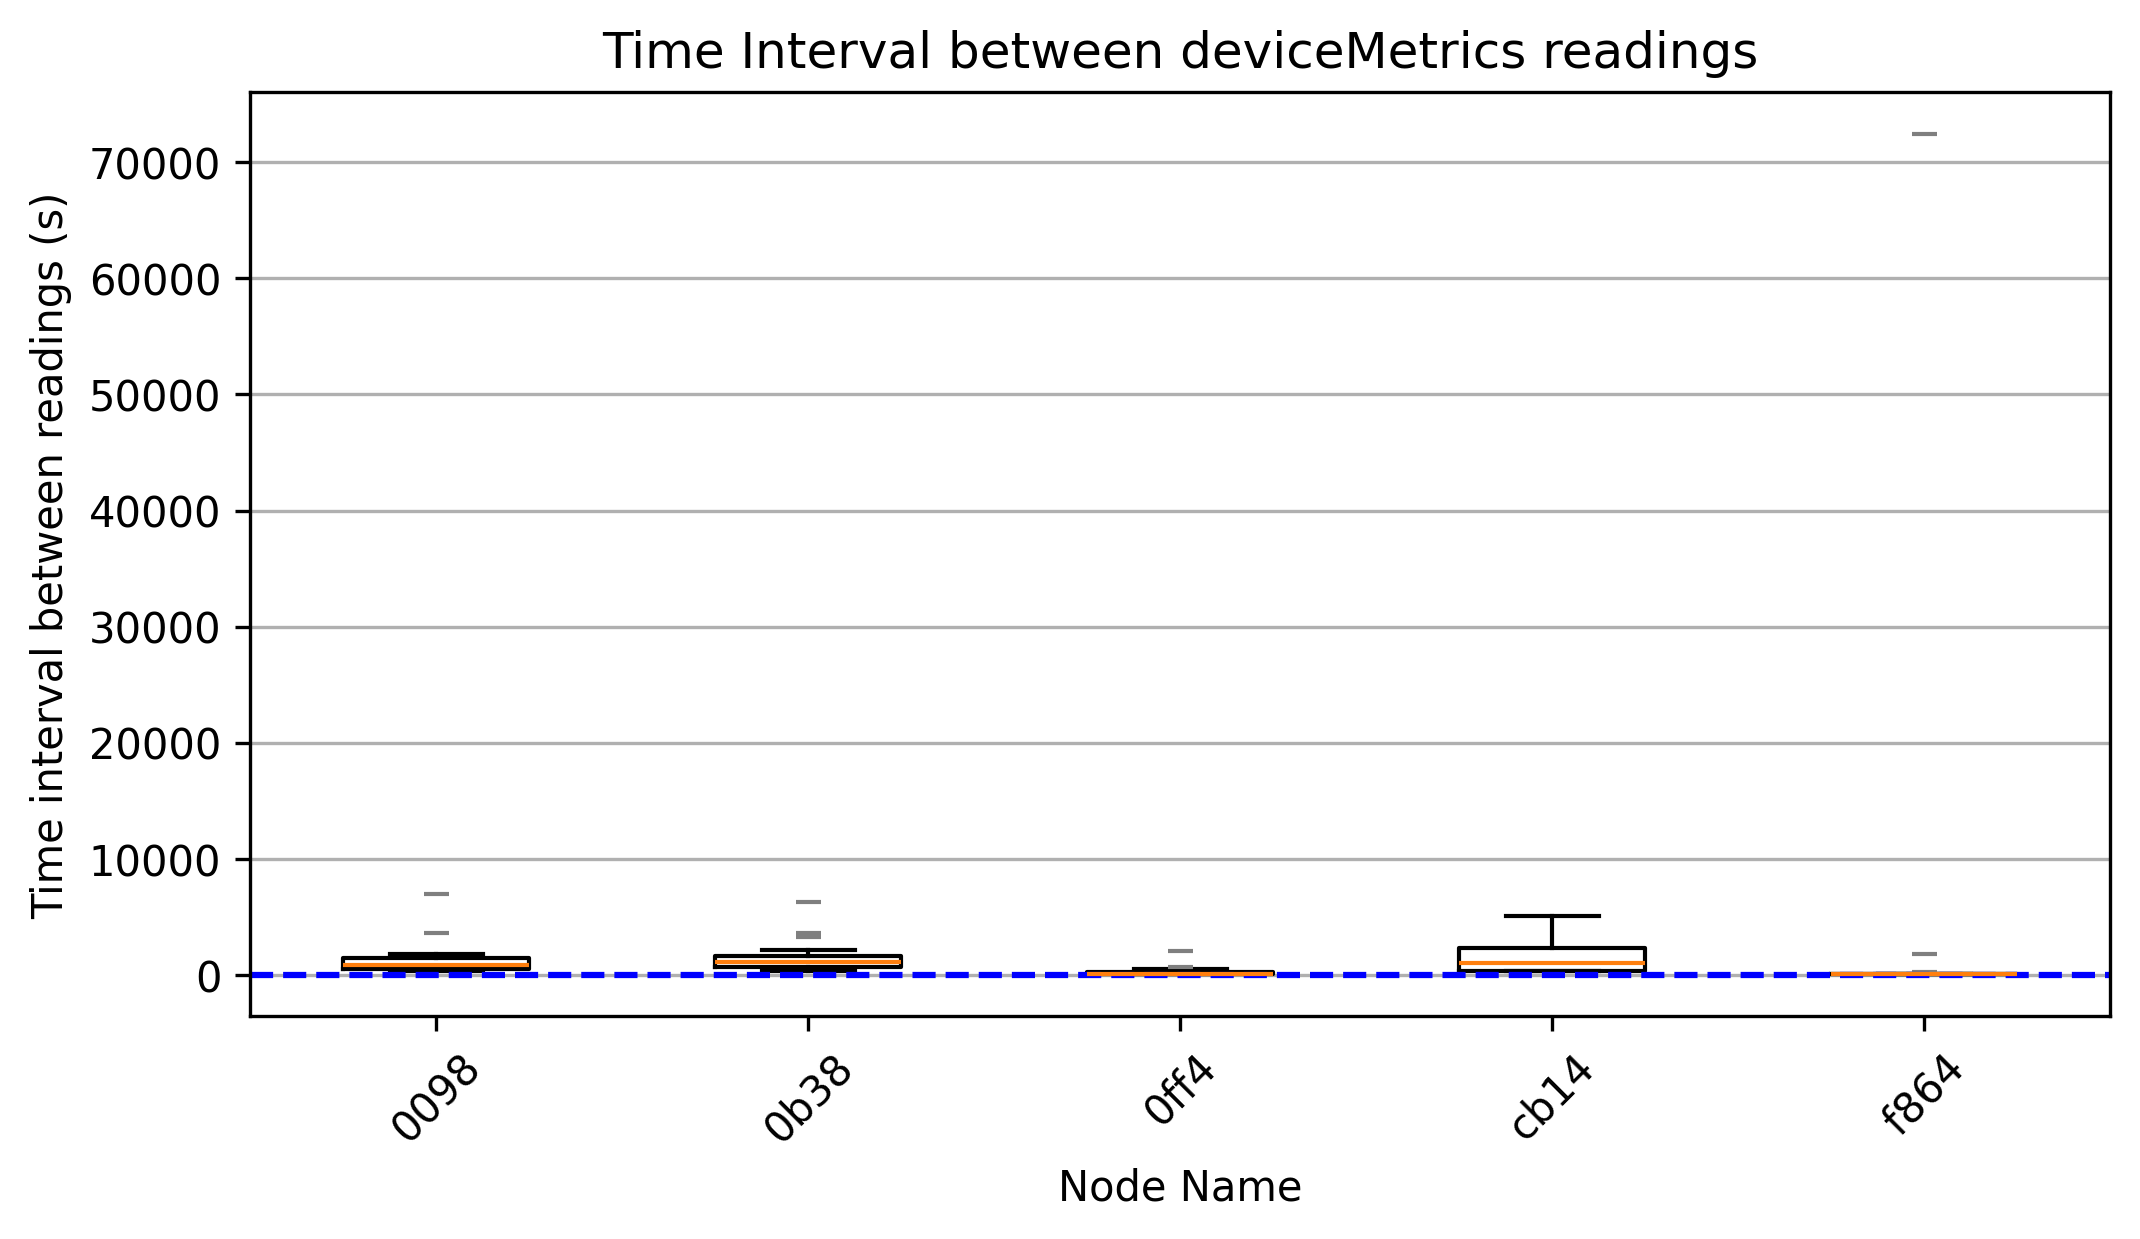 Time Interval between deviceMetrics readings
Time interval between readings (s)
70000
60000
50000
40000
30000
20000
10000
0
0098
0b38
0ff4
cb14
f864
Node Name